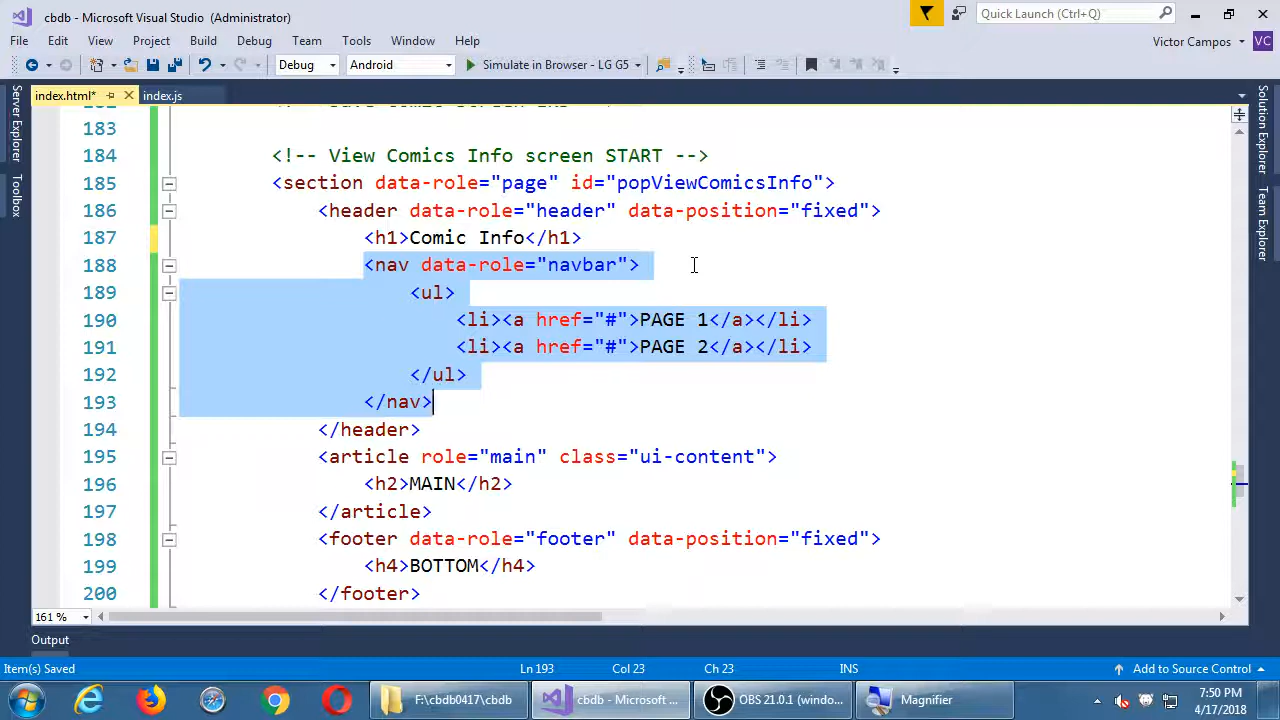 cbdb - Microsoft Visual Studio (Administrator)
Quick Launch (Ctrl+Q)
File Edit View Project Build Debug Team Tools Window Help
Victor Campos VC
Debug Android Simulate in Browser - LG G5
index.html* index.js
Server Explorer
Toolbox
Solution Explorer
Team Explorer
183
184 <!-- View Comics Info screen START -->
185 <section data-role="page" id="popViewComicsInfo">
186 <header data-role="header" data-position="fixed">
187 <h1>Comic Info</h1>
188 <nav data-role="navbar">
189 <ul>
190 <li><a href="#">PAGE 1</a></li>
191 <li><a href="#">PAGE 2</a></li>
192 </ul>
193 </nav>
194 </header>
195 <article role="main" class="ui-content">
196 <h2>MAIN</h2>
197 </article>
198 <footer data-role="footer" data-position="fixed">
199 <h4>BOTTOM</h4>
200 </footer>
161 %
Output
Item(s) Saved Ln 193 Col 23 Ch 23 INS Add to Source Control
F:\cbdb0417\cbdb cbdb - Microsoft ... OBS 21.0.1 (windo... Magnifier
7:50 PM
4/17/2018